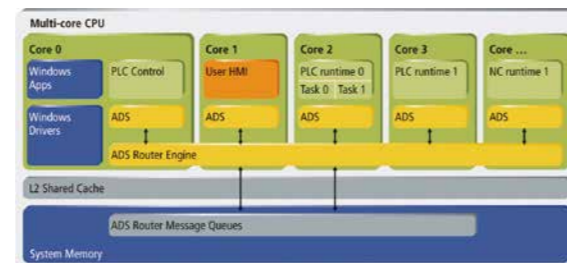 Multi-core CPU
Core 0
Core 1
Core 2
Core 3
Core ...
Windows Apps
PLC Control
User HMI
PLC runtime 0
Task 0 Task 1
PLC runtime 1
NC runtime 1
Windows Drivers
ADS
ADS
ADS
ADS
ADS
ADS Router Engine
L2 Shared Cache
ADS Router Message Queues
System Memory